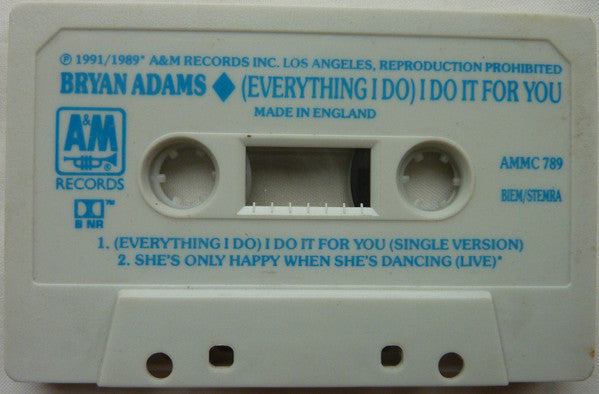 ℗ 1991/1989* A&M RECORDS INC. LOS ANGELES, REPRODUCTION PROHIBITED
BRYAN ADAMS ◆ (EVERYTHING I DO) I DO IT FOR YOU
MADE IN ENGLAND
A&M
®
RECORDS
AMMC 789
BIEM/STEMRA
TM
B NR
1. (EVERYTHING I DO) I DO IT FOR YOU (SINGLE VERSION)
2. SHE'S ONLY HAPPY WHEN SHE'S DANCING (LIVE)*